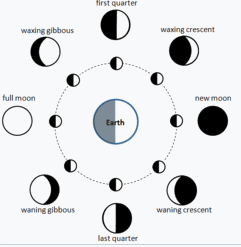 first quarter
waxing gibbous
waxing crescent
full moon
new moon
Earth
waning gibbous
waning crescent
last quarter